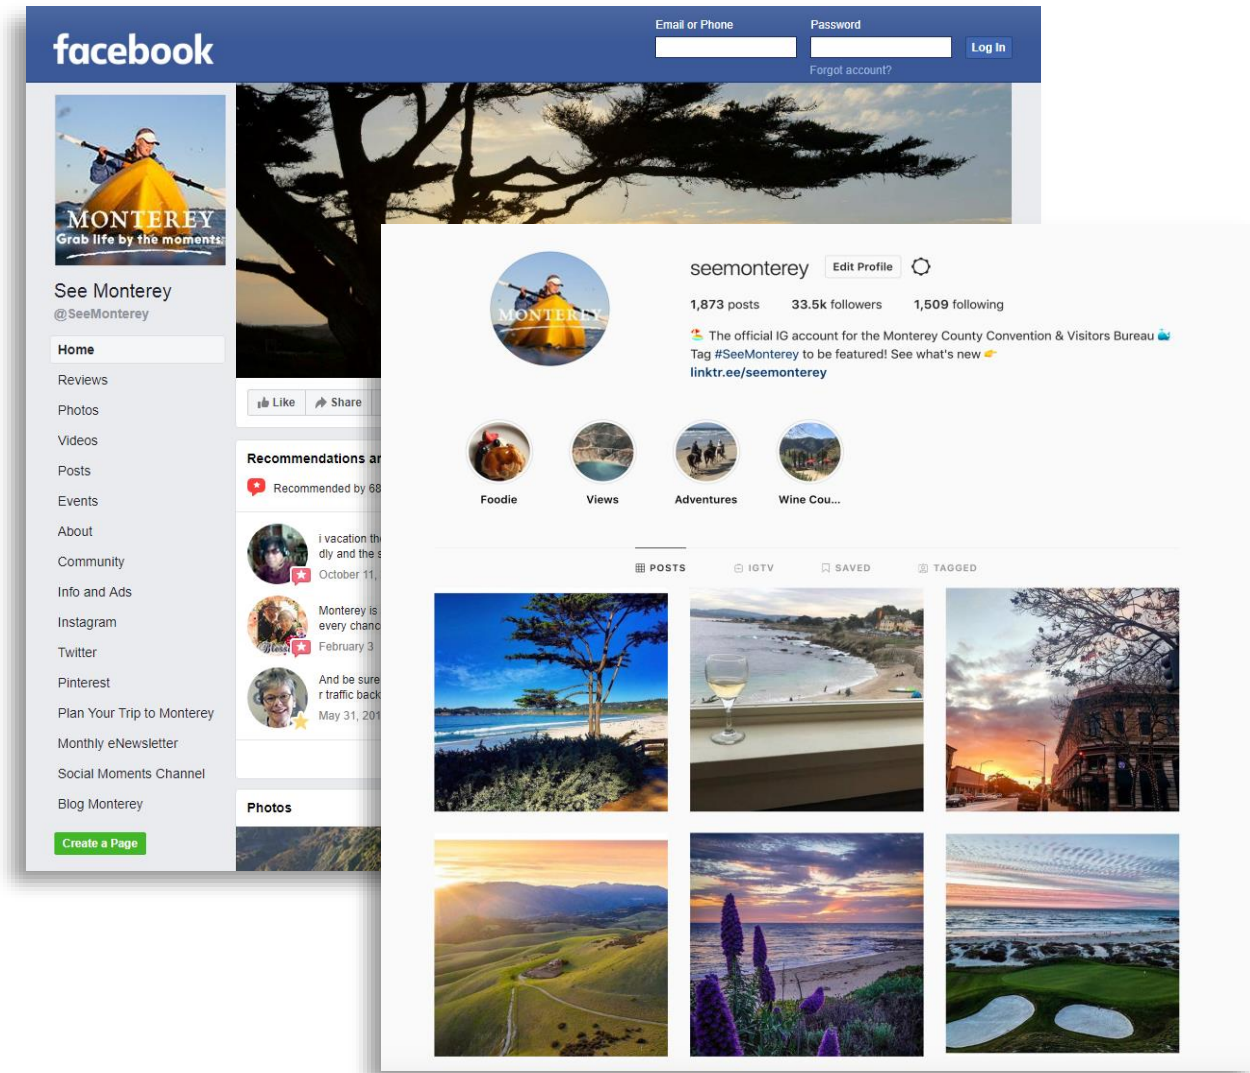 facebook
Email or Phone
Password
Log In
Forgot account?
MONTEREY
Grab life by the moments.
See Monterey
@SeeMonterey
Home
Reviews
Photos
Videos
Posts
Events
About
Community
Info and Ads
Instagram
Twitter
Pinterest
Plan Your Trip to Monterey
Monthly eNewsletter
Social Moments Channel
Blog Monterey
Create a Page
Like Share
Recommendations
Recommended by 68
i vacation
dly and the
October 11,
Monterey is
every
February 3
And be sure
r traffic back
May 31,
Photos
MONTEREY
seemonterey Edit Profile
1,873 posts 33.5k followers 1,509 following
The official IG account for the Monterey County Convention & Visitors Bureau
Tag #SeeMonterey to be featured! See what's new
linktr.ee/seemonterey
Foodie Views Adventures Wine Cou...
POSTS IGTV SAVED TAGGED